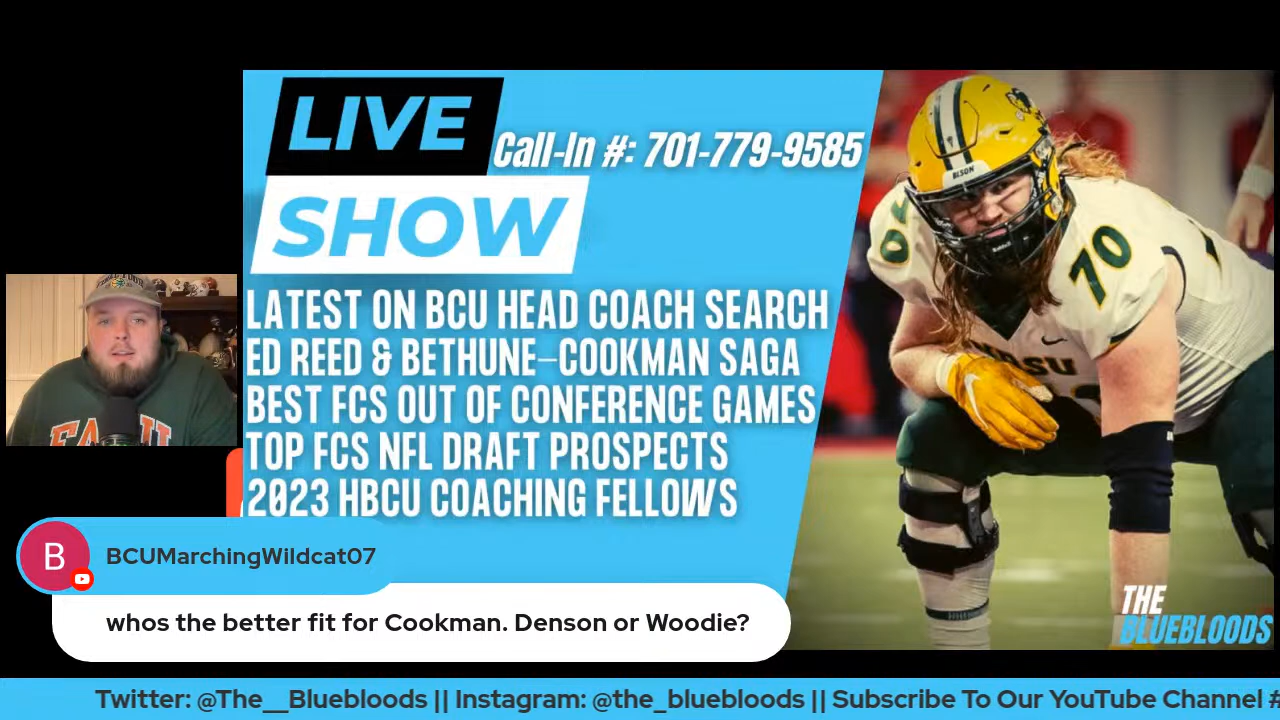 LIVE
Call-In #: 701-779-9585
SHOW
LATEST ON BCU HEAD COACH SEARCH
ED REED & BETHUNE-COOKMAN SAGA
BEST FCS OUT OF CONFERENCE GAMES
TOP FCS NFL DRAFT PROSPECTS
2023 HBCU COACHING FELLOWS
70
B
BCUMarchingWildcat07
whos the better fit for Cookman. Denson or Woodie?
THE
BLUEBLOODS
Twitter: @The__Bluebloods || Instagram: @the_bluebloods || Subscribe To Our YouTube Channel #